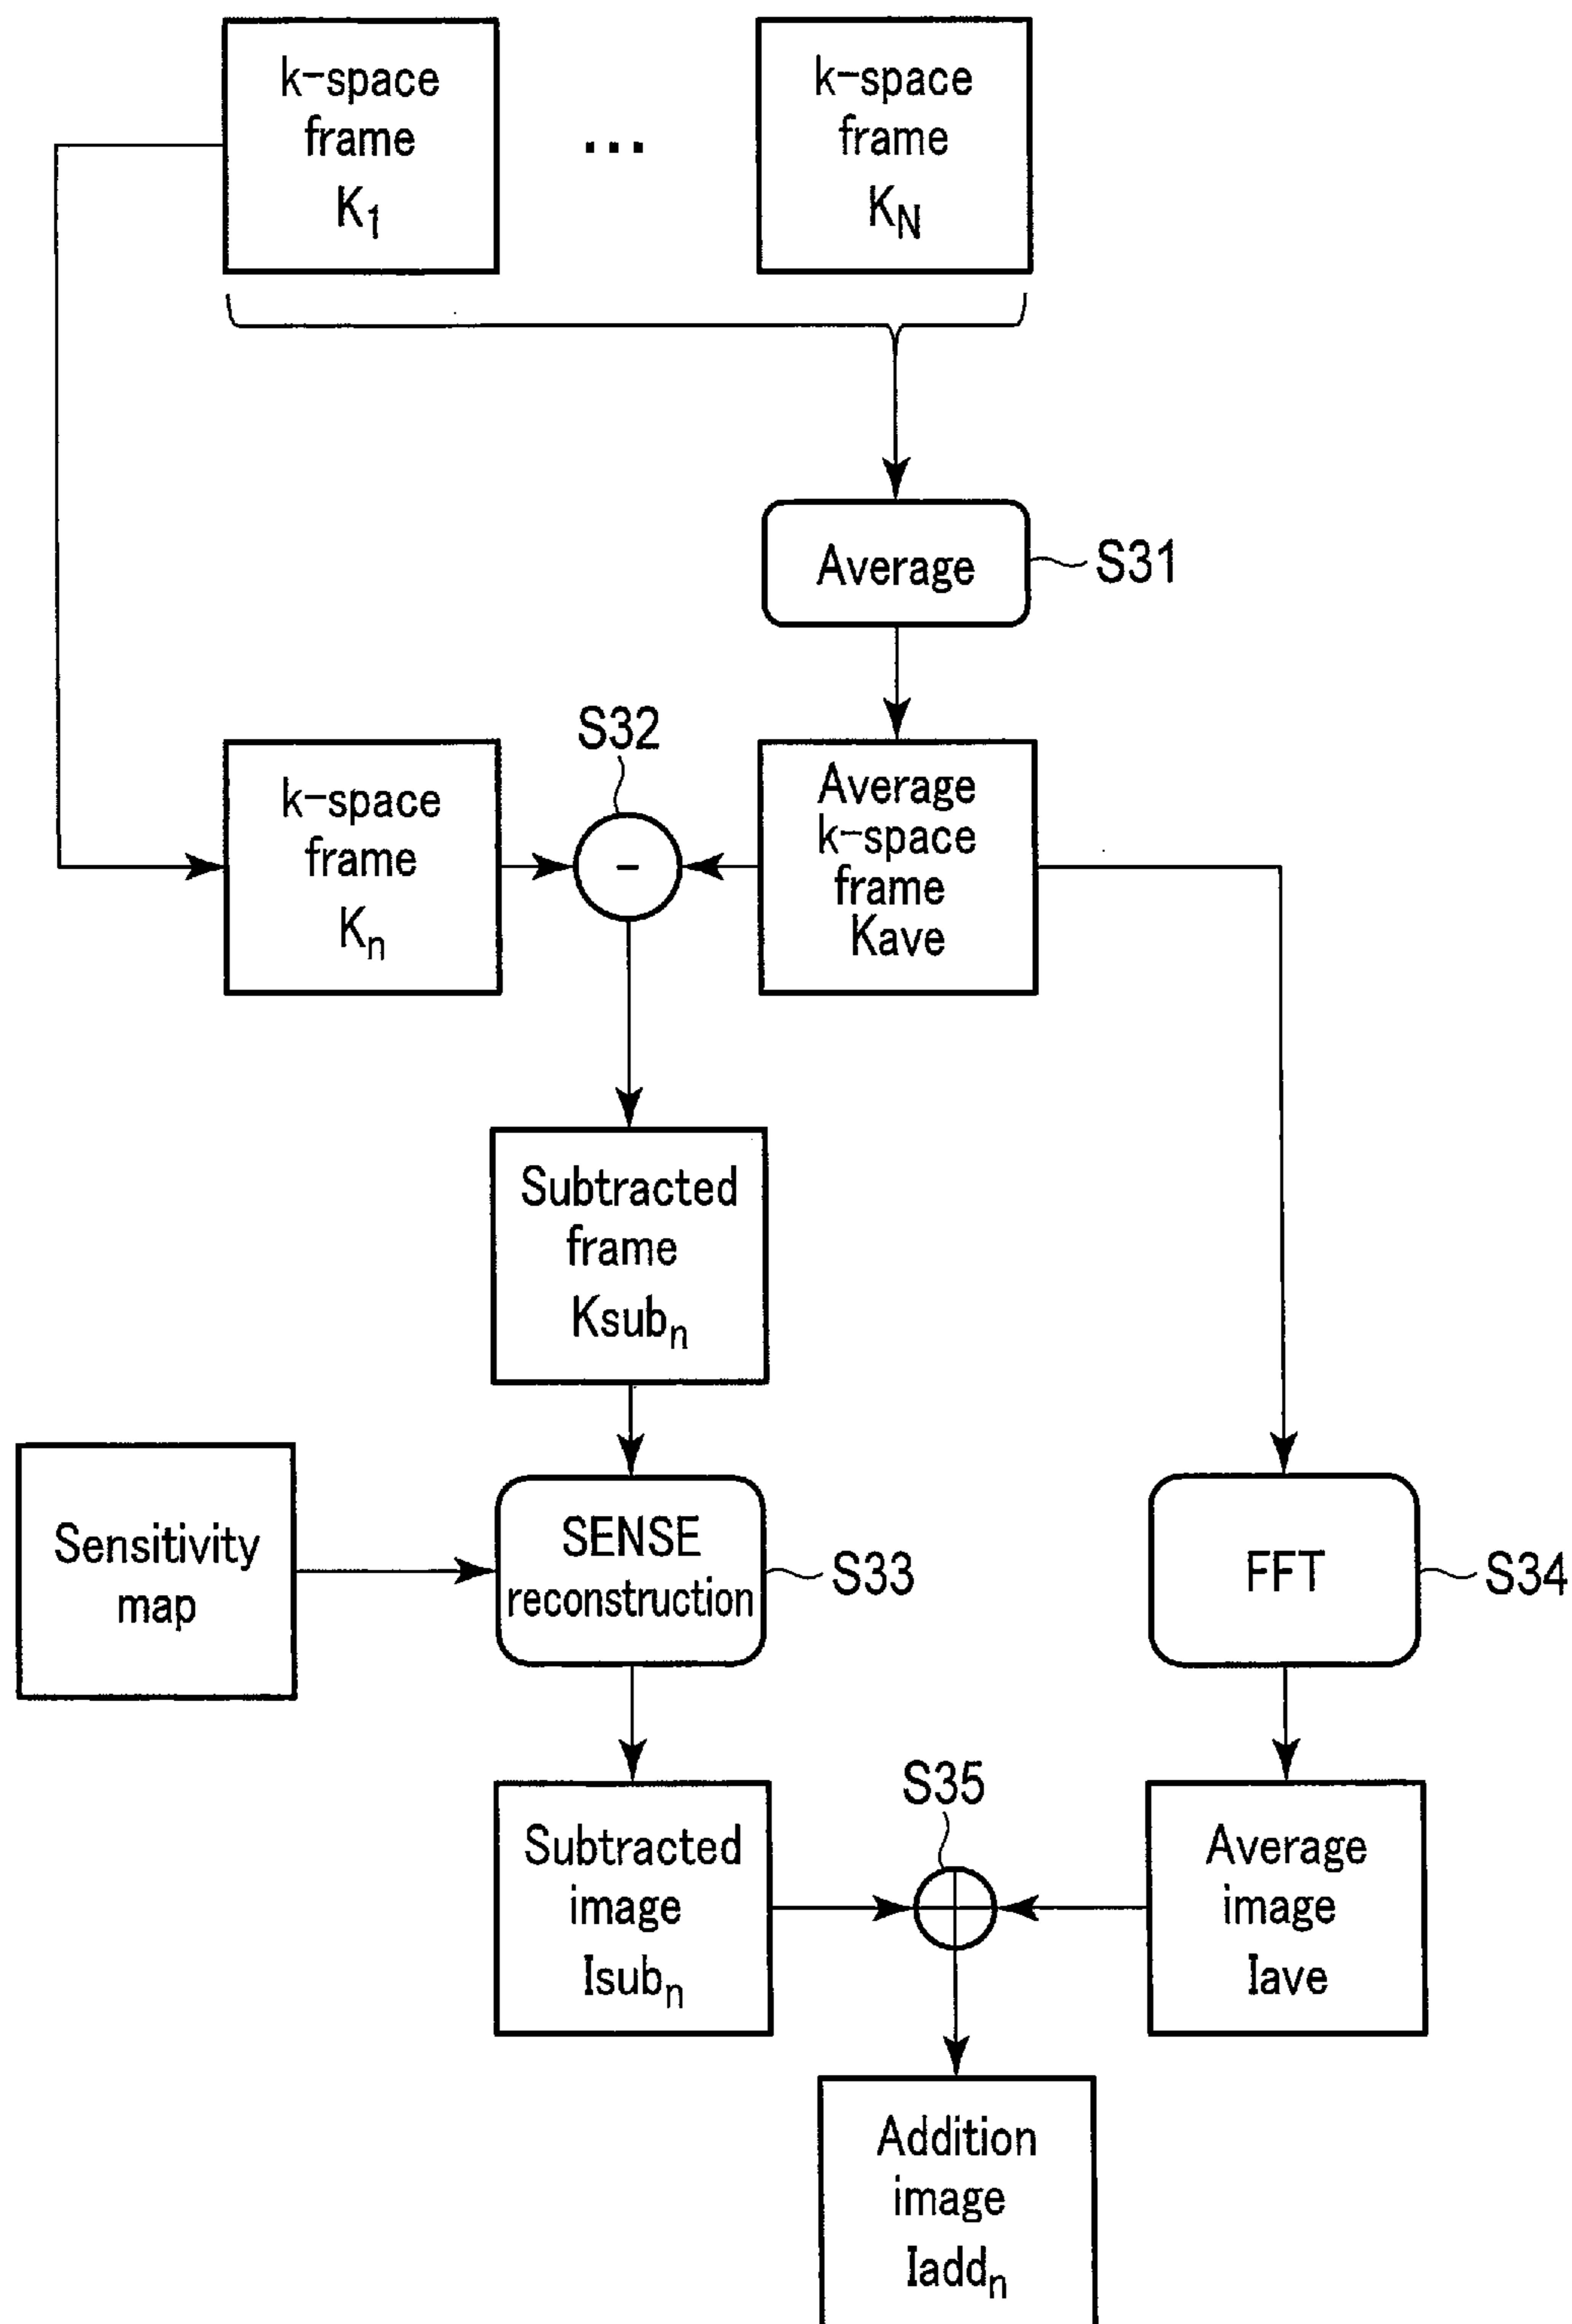 k-space
frame
K1
...
k-space
frame
KN
Average
S31
S32
k-space
frame
Kn
-
Average
k-space
frame
Kave
Subtracted
frame
Ksubn
Sensitivity
map
SENSE
reconstruction
S33
FFT
S34
Subtracted
image
Isubn
S35
Average
image
Iave
Addition
image
Iaddn